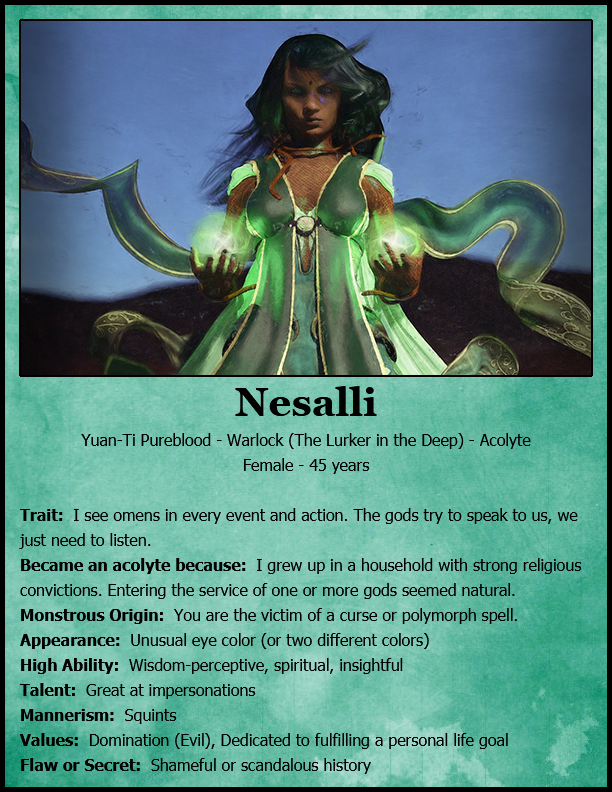 Nesalli
Yuan-Ti Pureblood - Warlock (The Lurker in the Deep) - Acolyte
Female - 45 years
Trait:  I see omens in every event and action. The gods try to speak to us, we
just need to listen.
Became an acolyte because:  I grew up in a household with strong religious
convictions. Entering the service of one or more gods seemed natural.
Monstrous Origin:  You are the victim of a curse or polymorph spell.
Appearance:  Unusual eye color (or two different colors)
High Ability:  Wisdom-perceptive, spiritual, insightful
Talent:  Great at impersonations
Mannerism:  Squints
Values:  Domination (Evil), Dedicated to fulfilling a personal life goal
Flaw or Secret:  Shameful or scandalous history